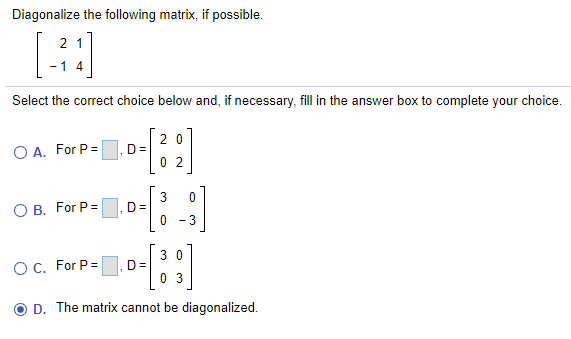 Diagonalize the following matrix, if possible.
2 1
-1 4
Select the correct choice below and, if necessary, fill in the answer box to complete your choice.
A. For P = , D = 2 0
0 2
B. For P = , D = 3 0
0 -3
C. For P = , D = 3 0
0 3
D. The matrix cannot be diagonalized.